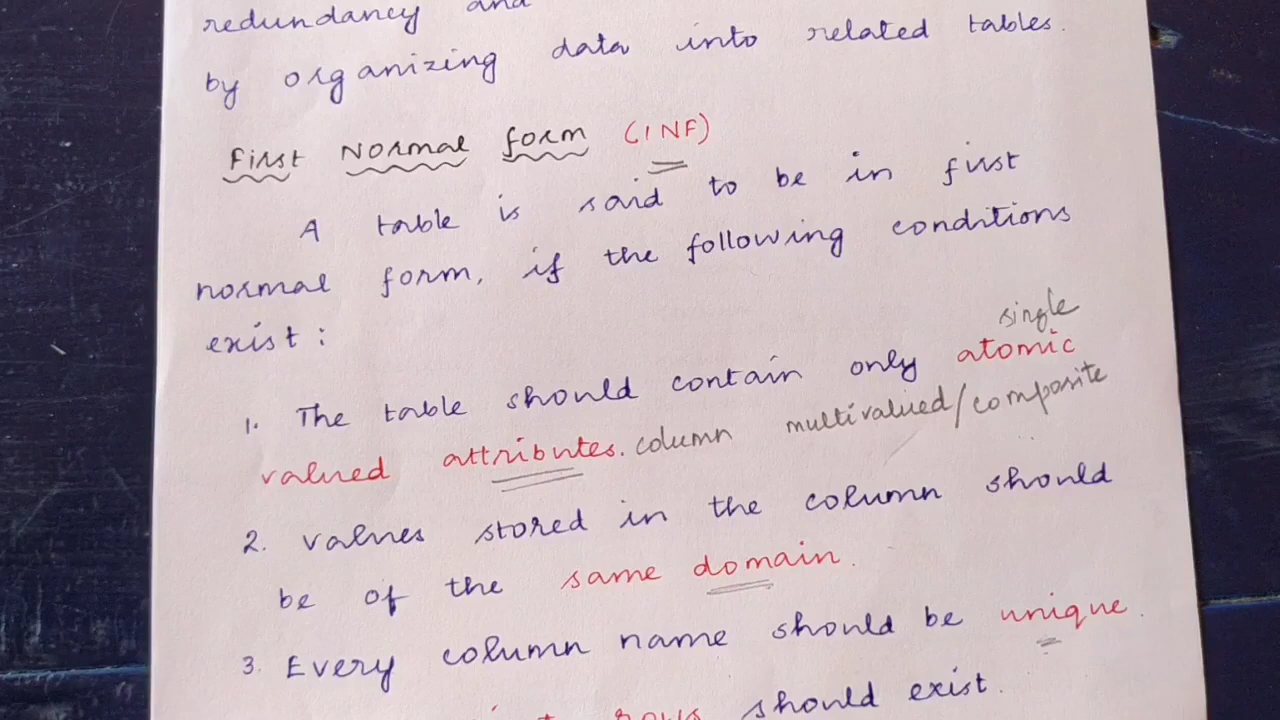 redundancy and
by organizing data into related tables.
First Normal form (1NF)
A table is said to be in first
normal form, if the following conditions
exist :
single
1. The table should contain only atomic
valued attributes. column multivalued/composite
2. values stored in the column should
be of the same domain.
3. Every column name should be unique.
rows should exist.